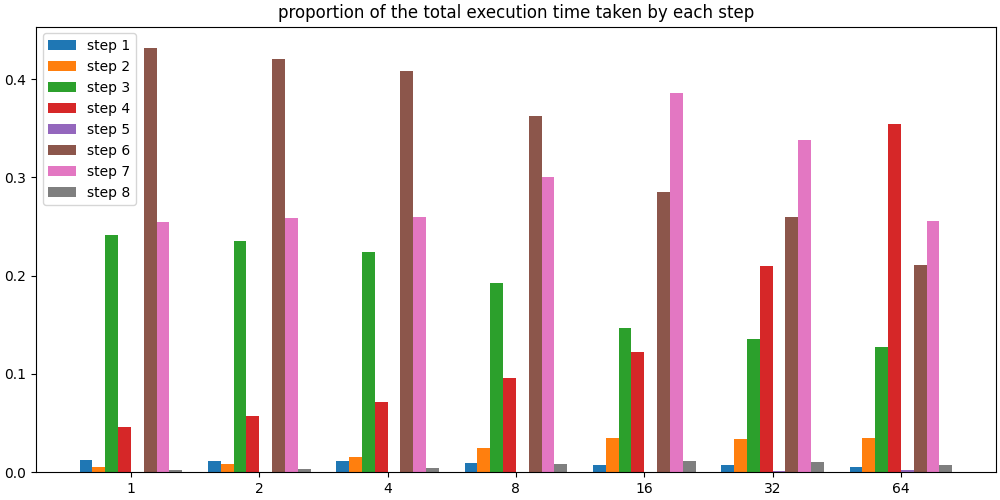 proportion of the total execution time taken by each step
step 1
step 2
step 3
step 4
step 5
step 6
step 7
step 8
0.4
0.3
0.2
0.1
0.0
1 2 4 8 16 32 64